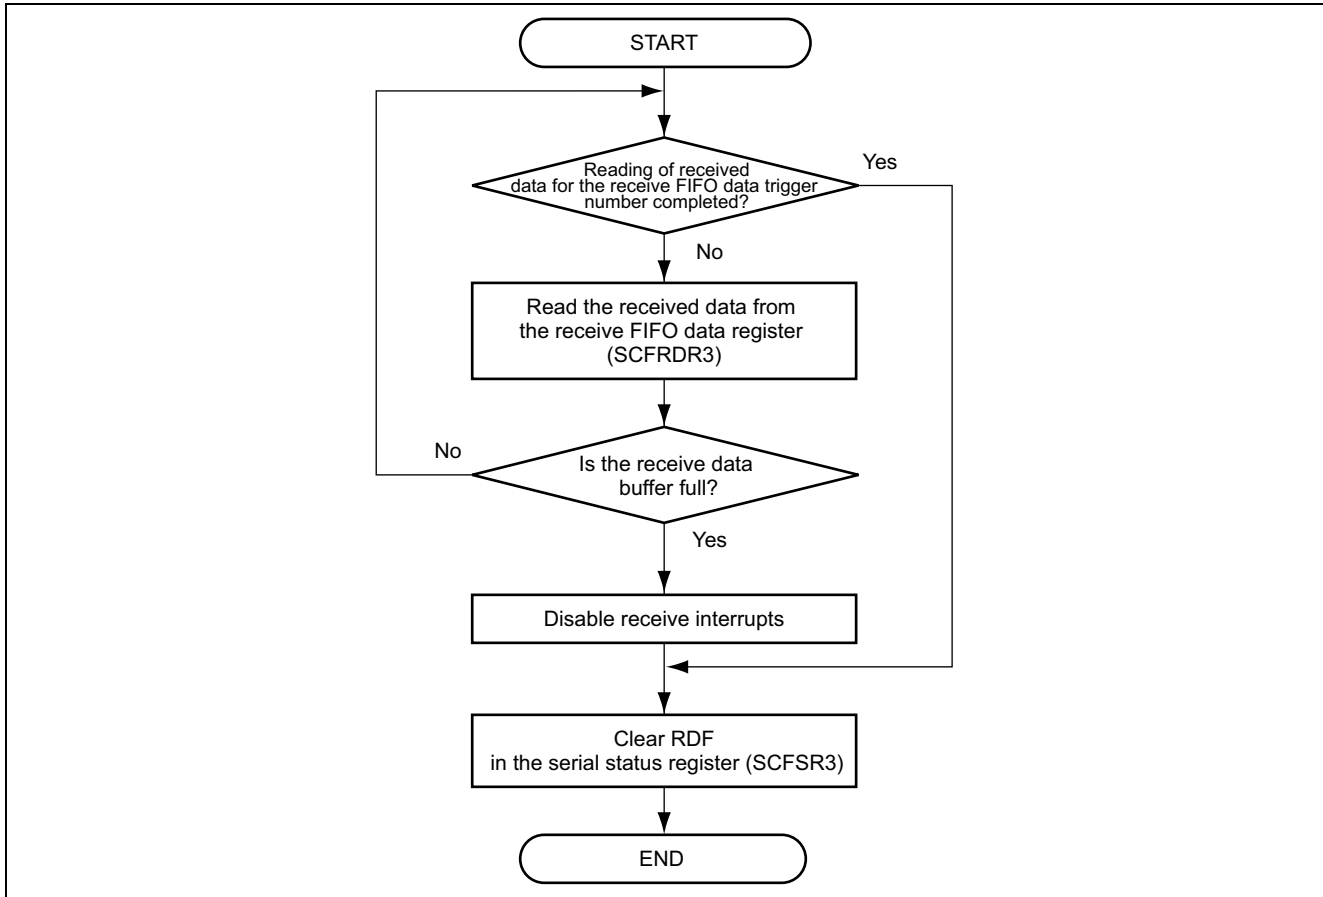 START
Reading of received
data for the receive FIFO data trigger
number completed?
Yes
No
Read the received data from
the receive FIFO data register
(SCFRDR3)
No
Is the receive data
buffer full?
Yes
Disable receive interrupts
Clear RDF
in the serial status register (SCFSR3)
END